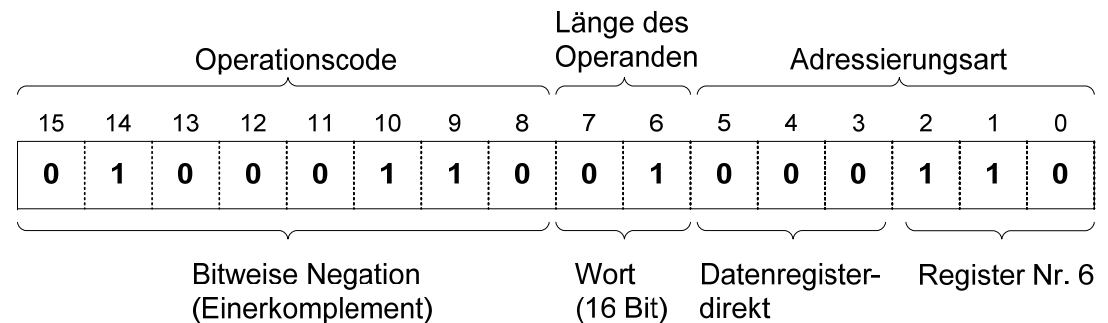 Länge des
Operationscode Operanden Adressierungsart
15 14 13 12 11 10 9 8 7 6 5 4 3 2 1 0
0 1 0 0 0 1 1 0 0 1 0 0 0 1 1 0
Bitweise Negation Wort Datenregister- Register Nr. 6
(Einerkomplement) (16 Bit) direkt